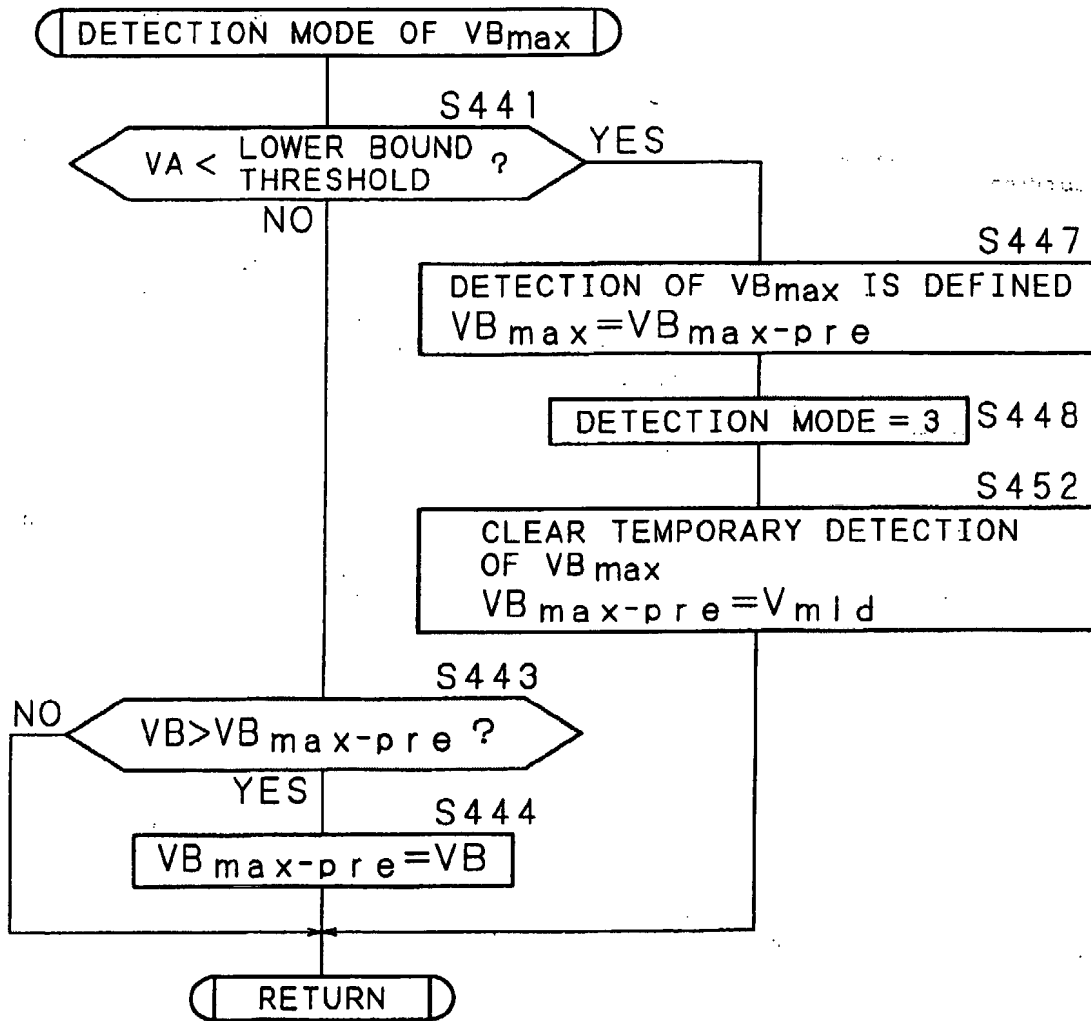 DETECTION MODE OF VBmax
S441
VA < LOWER BOUND THRESHOLD ?
YES
NO
S447
DETECTION OF VBmax IS DEFINED
VBmax=VBmax-pre
DETECTION MODE = 3
S448
S452
CLEAR TEMPORARY DETECTION
OF VBmax
VBmax-pre=Vmid
S443
NO
VB>VBmax-pre ?
YES
S444
VBmax-pre=VB
RETURN